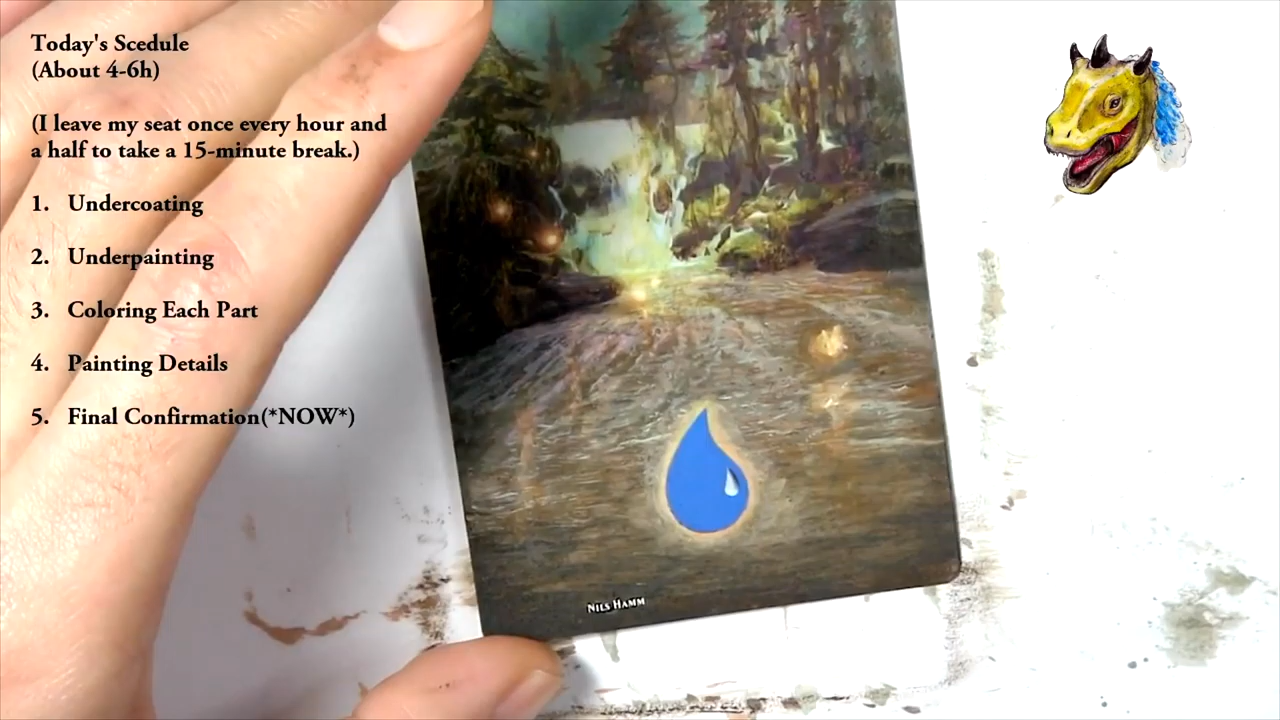 Today's Scedule
(About 4-6h)
(I leave my seat once every hour and
a half to take a 15-minute break.)
1. Undercoating
2. Underpainting
3. Coloring Each Part
4. Painting Details
5. Final Confirmation(*NOW*)
Nils Hamm